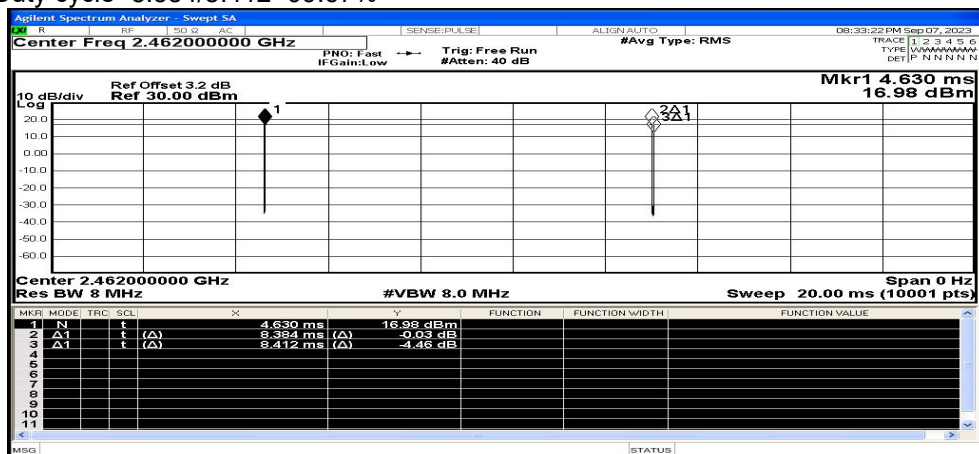 Duty cycle=8.384/8.412=99.67%
Agilent Spectrum Analyzer - Swept SA
LXI R RF 50 Ω AC SENSE:PULSE ALIGN AUTO 08:33:22 PM Sep 07, 2023
Center Freq 2.462000000 GHz #Avg Type: RMS TRACE 1 2 3 4 5 6
PNO: Fast Trig: Free Run TYPE WWWWWW
IFGain:Low #Atten: 40 dB DET P N N N N N
Mkr1 4.630 ms
Ref Offset 3.2 dB
10 dB/div Ref 30.00 dBm 16.98 dBm
Log
1
2Δ1
3Δ1
20.0
10.0
0.00
-10.0
-20.0
-30.0
-40.0
-50.0
-60.0
Center 2.462000000 GHz Span 0 Hz
Res BW 8 MHz #VBW 8.0 MHz Sweep 20.00 ms (10001 pts)
MKR MODE TRC SCL X Y FUNCTION FUNCTION WIDTH FUNCTION VALUE
1 N t 4.630 ms 16.98 dBm
2 Δ1 t (Δ) 8.384 ms (Δ) -0.03 dB
3 Δ1 t (Δ) 8.412 ms (Δ) -4.46 dB
4
5
6
7
8
9
10
11
MSG STATUS